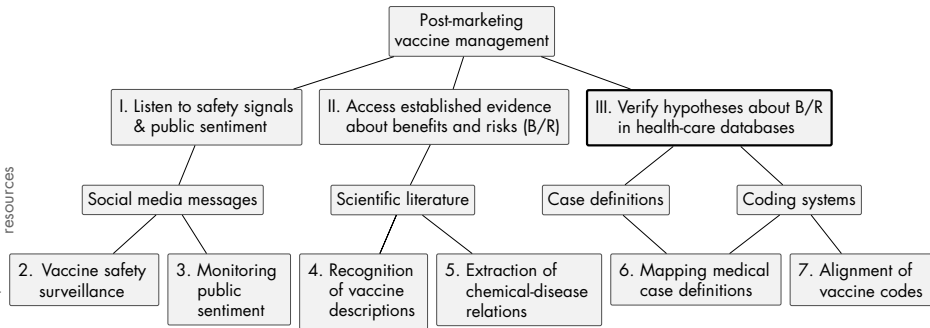 Post-marketing
vaccine management
I. Listen to safety signals
& public sentiment
II. Access established evidence
about benefits and risks (B/R)
III. Verify hypotheses about B/R
in health-care databases
resources
Social media messages
Scientific literature
Case definitions
Coding systems
2. Vaccine safety
surveillance
3. Monitoring
public
sentiment
4. Recognition
of vaccine
descriptions
5. Extraction of
chemical-disease
relations
6. Mapping medical
case definitions
7. Alignment of
vaccine codes